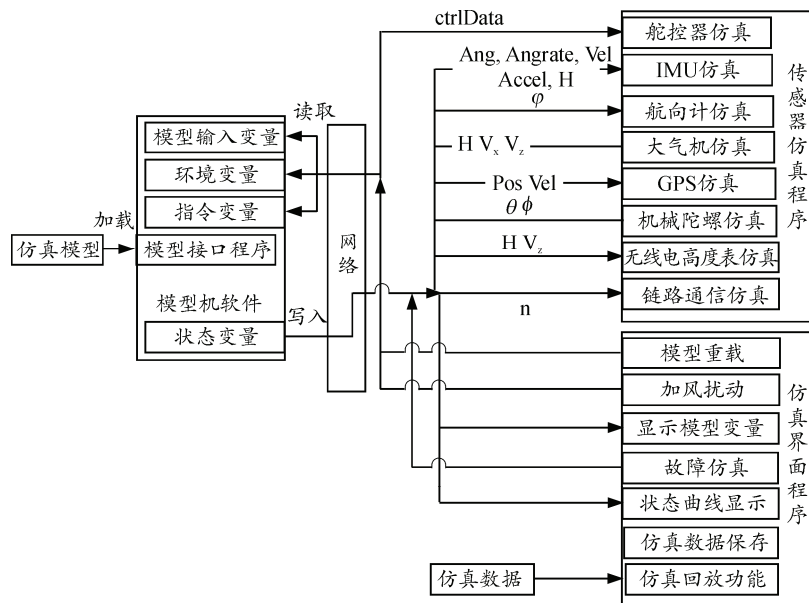 ctrlData
舵控器仿真
Ang, Angrate, Vel
IMU仿真
Accel, H
φ
航向计仿真
H Vx Vz
大气机仿真
Pos Vel
GPS仿真
θ ϕ
机械陀螺仿真
H Vz
无线电高度表仿真
n
链路通信仿真
传感器仿真程序
读取
模型输入变量
环境变量
指令变量
加载
仿真模型
模型接口程序
模型机软件
写入
状态变量
网络
模型重载
加风扰动
显示模型变量
故障仿真
状态曲线显示
仿真数据保存
仿真数据
仿真回放功能
仿真界面程序